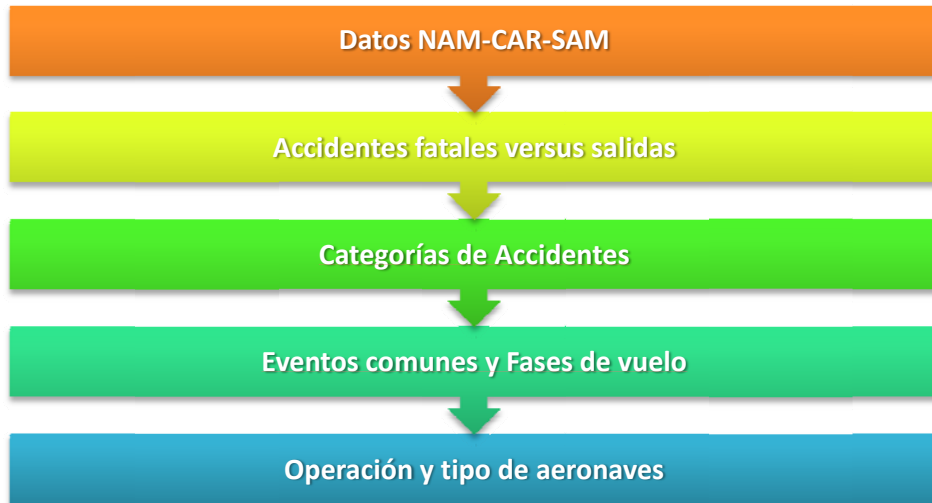 Datos NAM-CAR-SAM
Accidentes fatales versus salidas
Categorías de Accidentes
Eventos comunes y Fases de vuelo
Operación y tipo de aeronaves